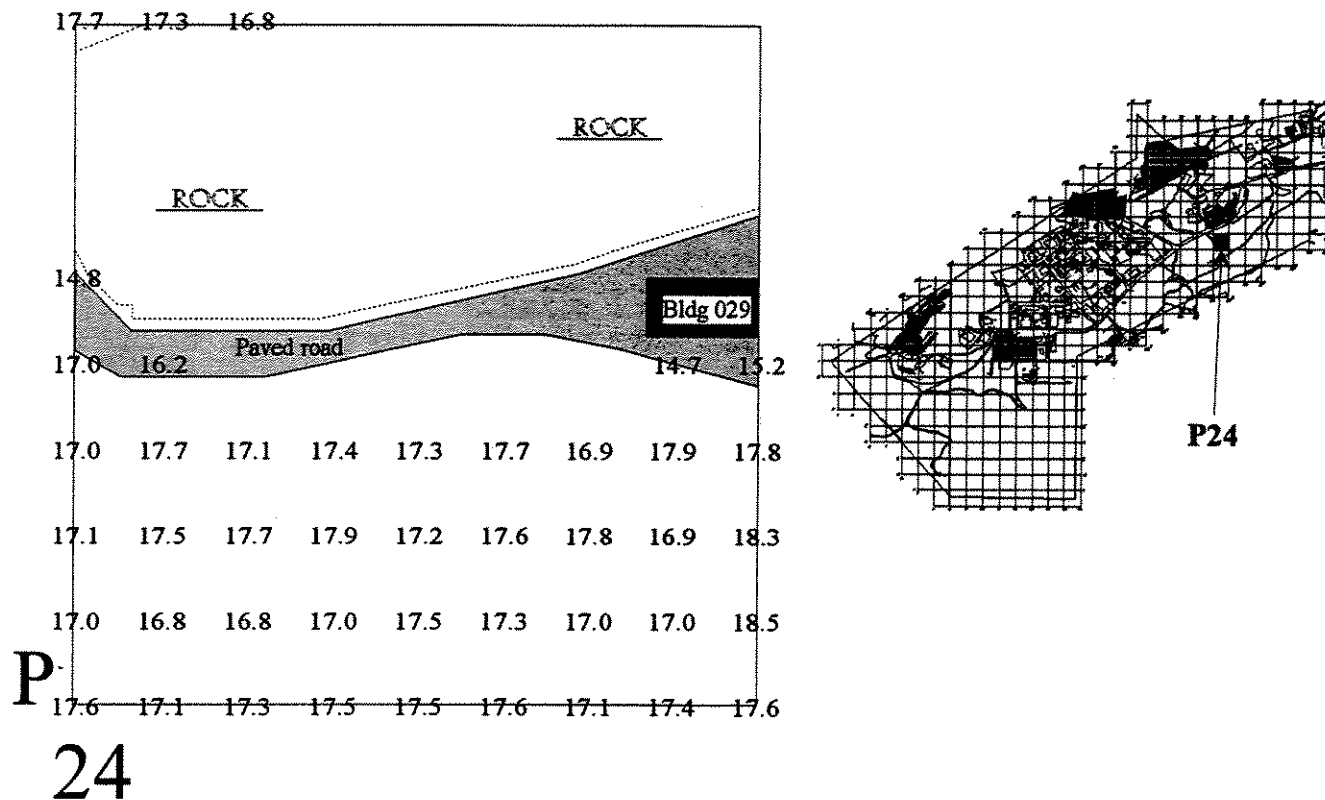 17.7 17.3 16.8
ROCK
ROCK
14.8
Bldg 029
Paved road
17.0 16.2 14.7 15.2
17.0 17.7 17.1 17.4 17.3 17.7 16.9 17.9 17.8
17.1 17.5 17.7 17.9 17.2 17.6 17.8 16.9 18.3
17.0 16.8 16.8 17.0 17.5 17.3 17.0 17.0 18.5
P
17.6 17.1 17.3 17.5 17.5 17.6 17.1 17.4 17.6
24
P24